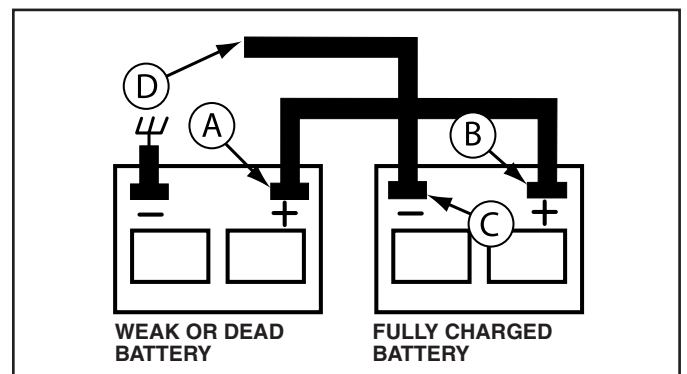 D
A
B
C
− + − +
WEAK OR DEAD
BATTERY
FULLY CHARGED
BATTERY